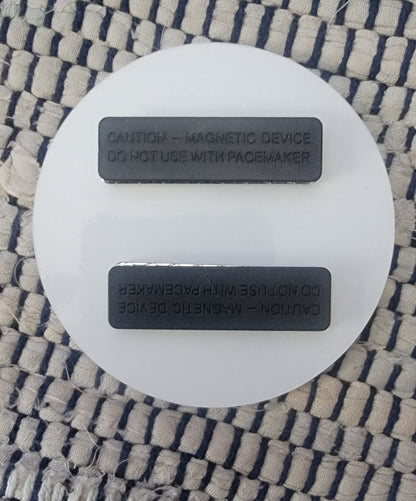 CAUTION - MAGNETIC DEVICE
DO NOT USE WITH PACEMAKER
CAUTION - MAGNETIC DEVICE
DO NOT USE WITH PACEMAKER